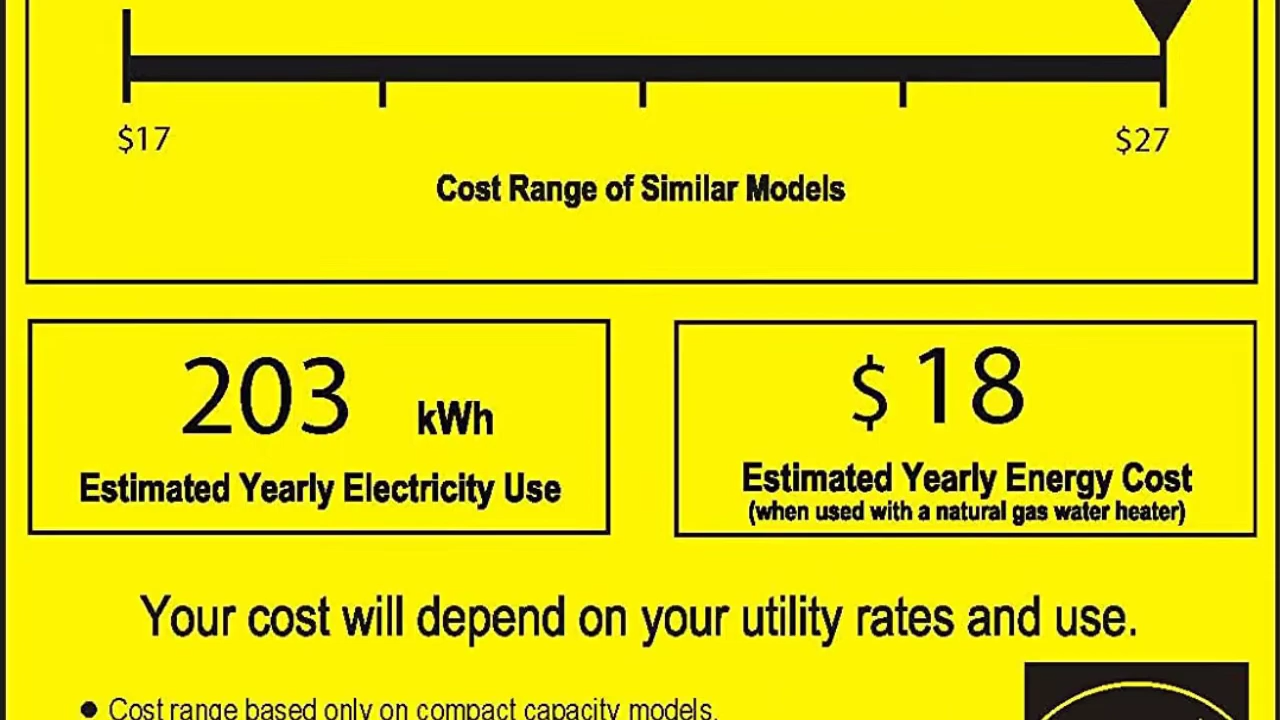 $17
$27
Cost Range of Similar Models
203 kWh
Estimated Yearly Electricity Use
$18
Estimated Yearly Energy Cost
(when used with a natural gas water heater)
Your cost will depend on your utility rates and use.
● Cost range based only on compact capacity models.